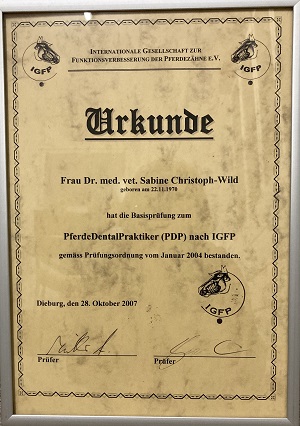 INTERNATIONALE GESELLSCHAFT ZUR
FUNKTIONSVERBESSERUNG DER PFERDEZÄHNE E.V.
IGFP
IGFP
Urkunde
Frau Dr. med. vet. Sabine Christoph-Wild
geboren am 22.11.1970
hat die Basisprüfung zum
PferdeDentalPraktiker (PDP) nach IGFP
gemäss Prüfungsordnung vom Januar 2004 bestanden.
IGFP
Dieburg, den 28. Oktober 2007
Prüfer
Prüfer